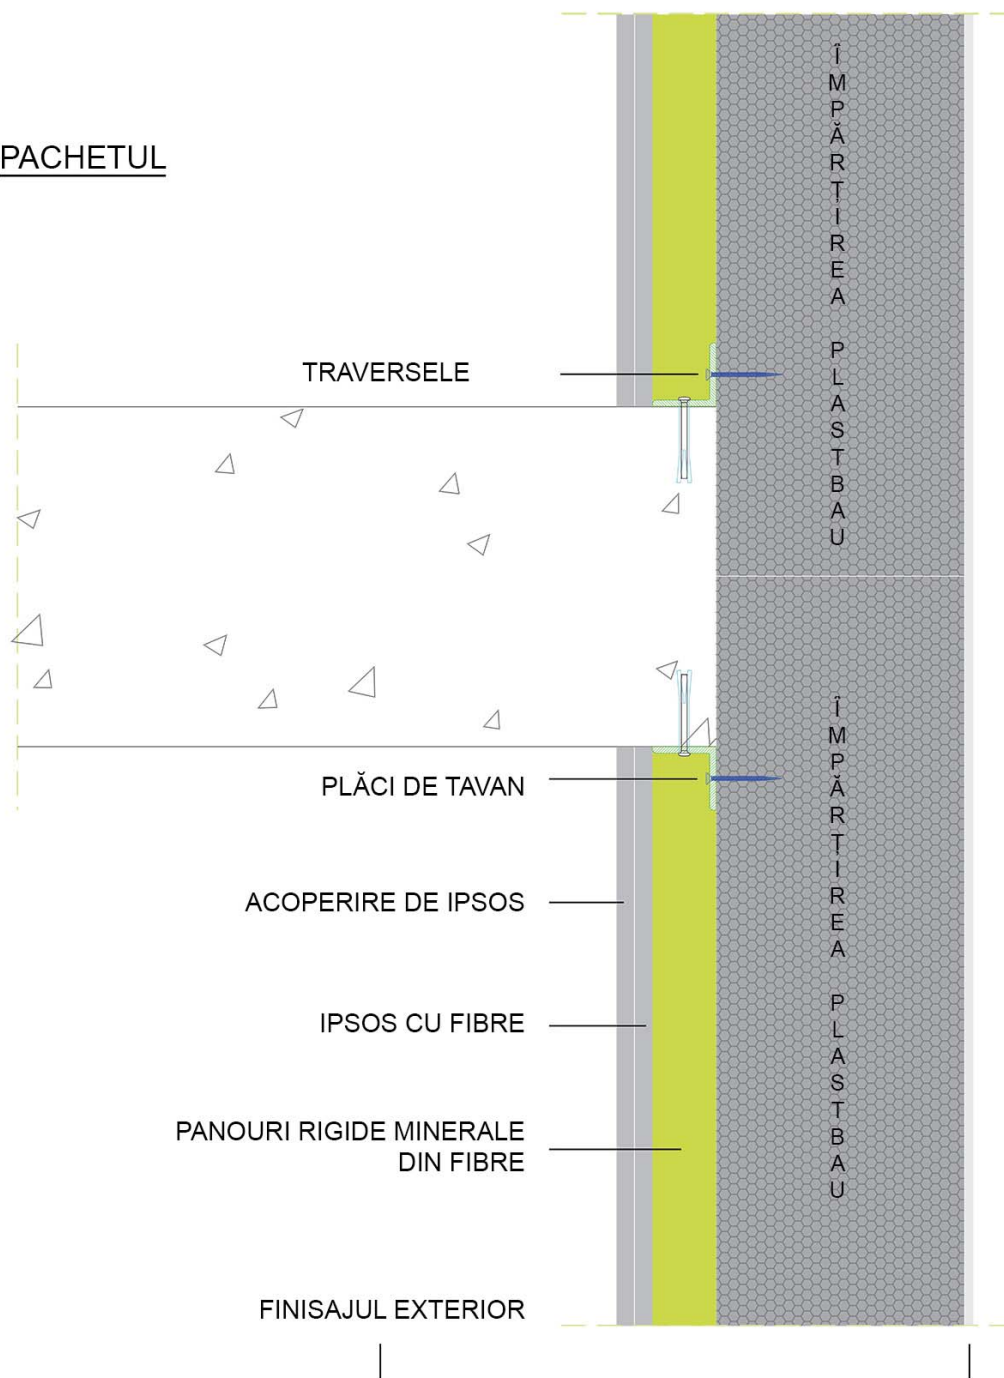 PACHETUL
ÎMPĂRȚIREA PLASTBAU
TRAVERSELE
ÎMPĂRȚIREA PLASTBAU
PLĂCI DE TAVAN
ACOPERIRE DE IPSOS
IPSOS CU FIBRE
PANOURI RIGIDE MINERALE
DIN FIBRE
FINISAJUL EXTERIOR